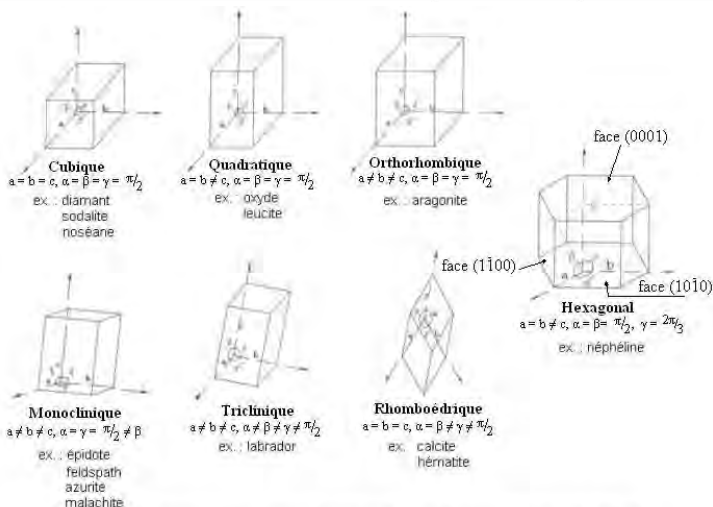 Cubique
a = b = c, α = β = γ = π/2
ex. : diamant
sodalite
noséane
Quadratique
a = b ≠ c, α = β = γ = π/2
ex. : oxyde
leucite
Orthorhombique
a ≠ b ≠ c, α = β = γ = π/2
ex. : aragonite
face (0001)
face (11̄00)
face (101̄0)
Hexagonal
a = b ≠ c, α = β = π/2, γ = 2π/3
ex. : néphéline
Monoclinique
a ≠ b ≠ c, α = γ = π/2 ≠ β
ex. : épidote
feldspath
azurite
malachite
Triclinique
a ≠ b ≠ c, α ≠ β ≠ γ ≠ π/2
ex. : labrador
Rhomboédrique
a = b = c, α = β ≠ γ ≠ π/2
ex. calcite
hématite